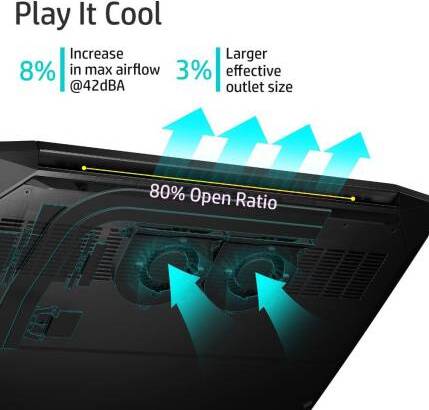 Play It Cool
8%
Increase
in max airflow
@42dBA
3%
Larger
effective
outlet size
80% Open Ratio